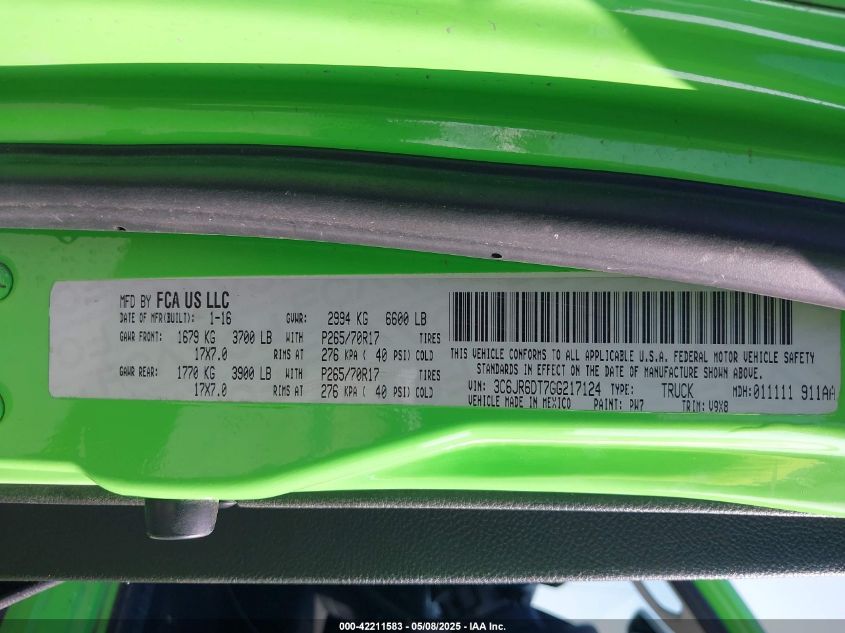 MFD BY FCA US LLC
DATE OF MFR(BUILT): 1-16 GVWR: 2994 KG 6600 LB
GAWR FRONT: 1679 KG 3700 LB WITH P265/70R17 TIRES
17X7.0 RIMS AT 276 KPA ( 40 PSI) COLD
GAWR REAR: 1770 KG 3900 LB WITH P265/70R17 TIRES
17X7.0 RIMS AT 276 KPA ( 40 PSI) COLD
THIS VEHICLE CONFORMS TO ALL APPLICABLE U.S.A. FEDERAL MOTOR VEHICLE SAFETY
STANDARDS IN EFFECT ON THE DATE OF MANUFACTURE SHOWN ABOVE.
VIN: 3C6JR6DT7GG217124 TYPE: TRUCK MDH: 011111 911AA
VEHICLE MADE IN MEXICO PAINT: PW7 TRIM: V9X8
000-42211583 - 05/08/2025 - IAA Inc.